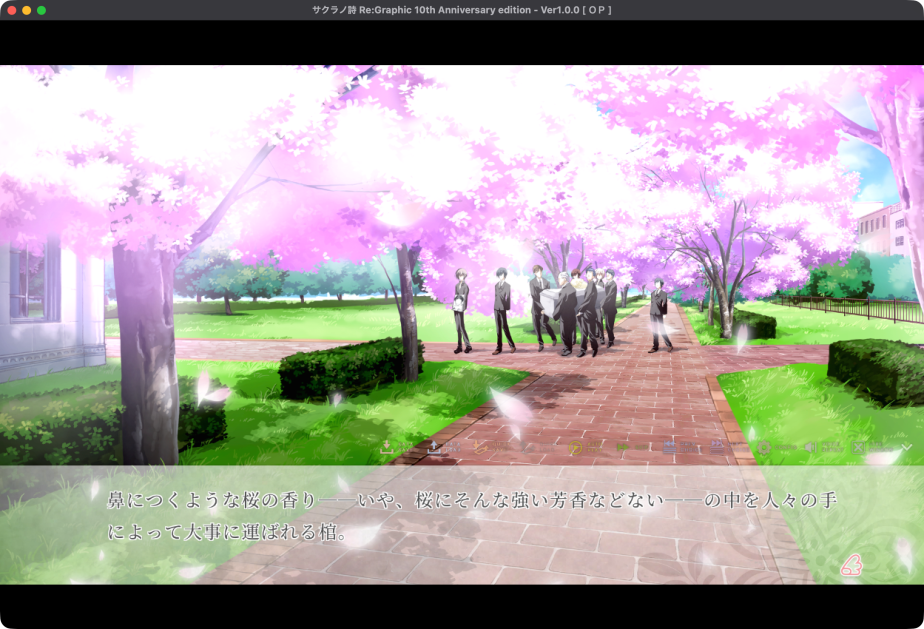 サクラノ詩 Re:Graphic 10th Anniversary edition - Ver1.0.0 [ ＯＰ ]
鼻につくような桜の香り――いや、桜にそんな強い芳香などない――の中を人々の手
によって大事に運ばれる棺。